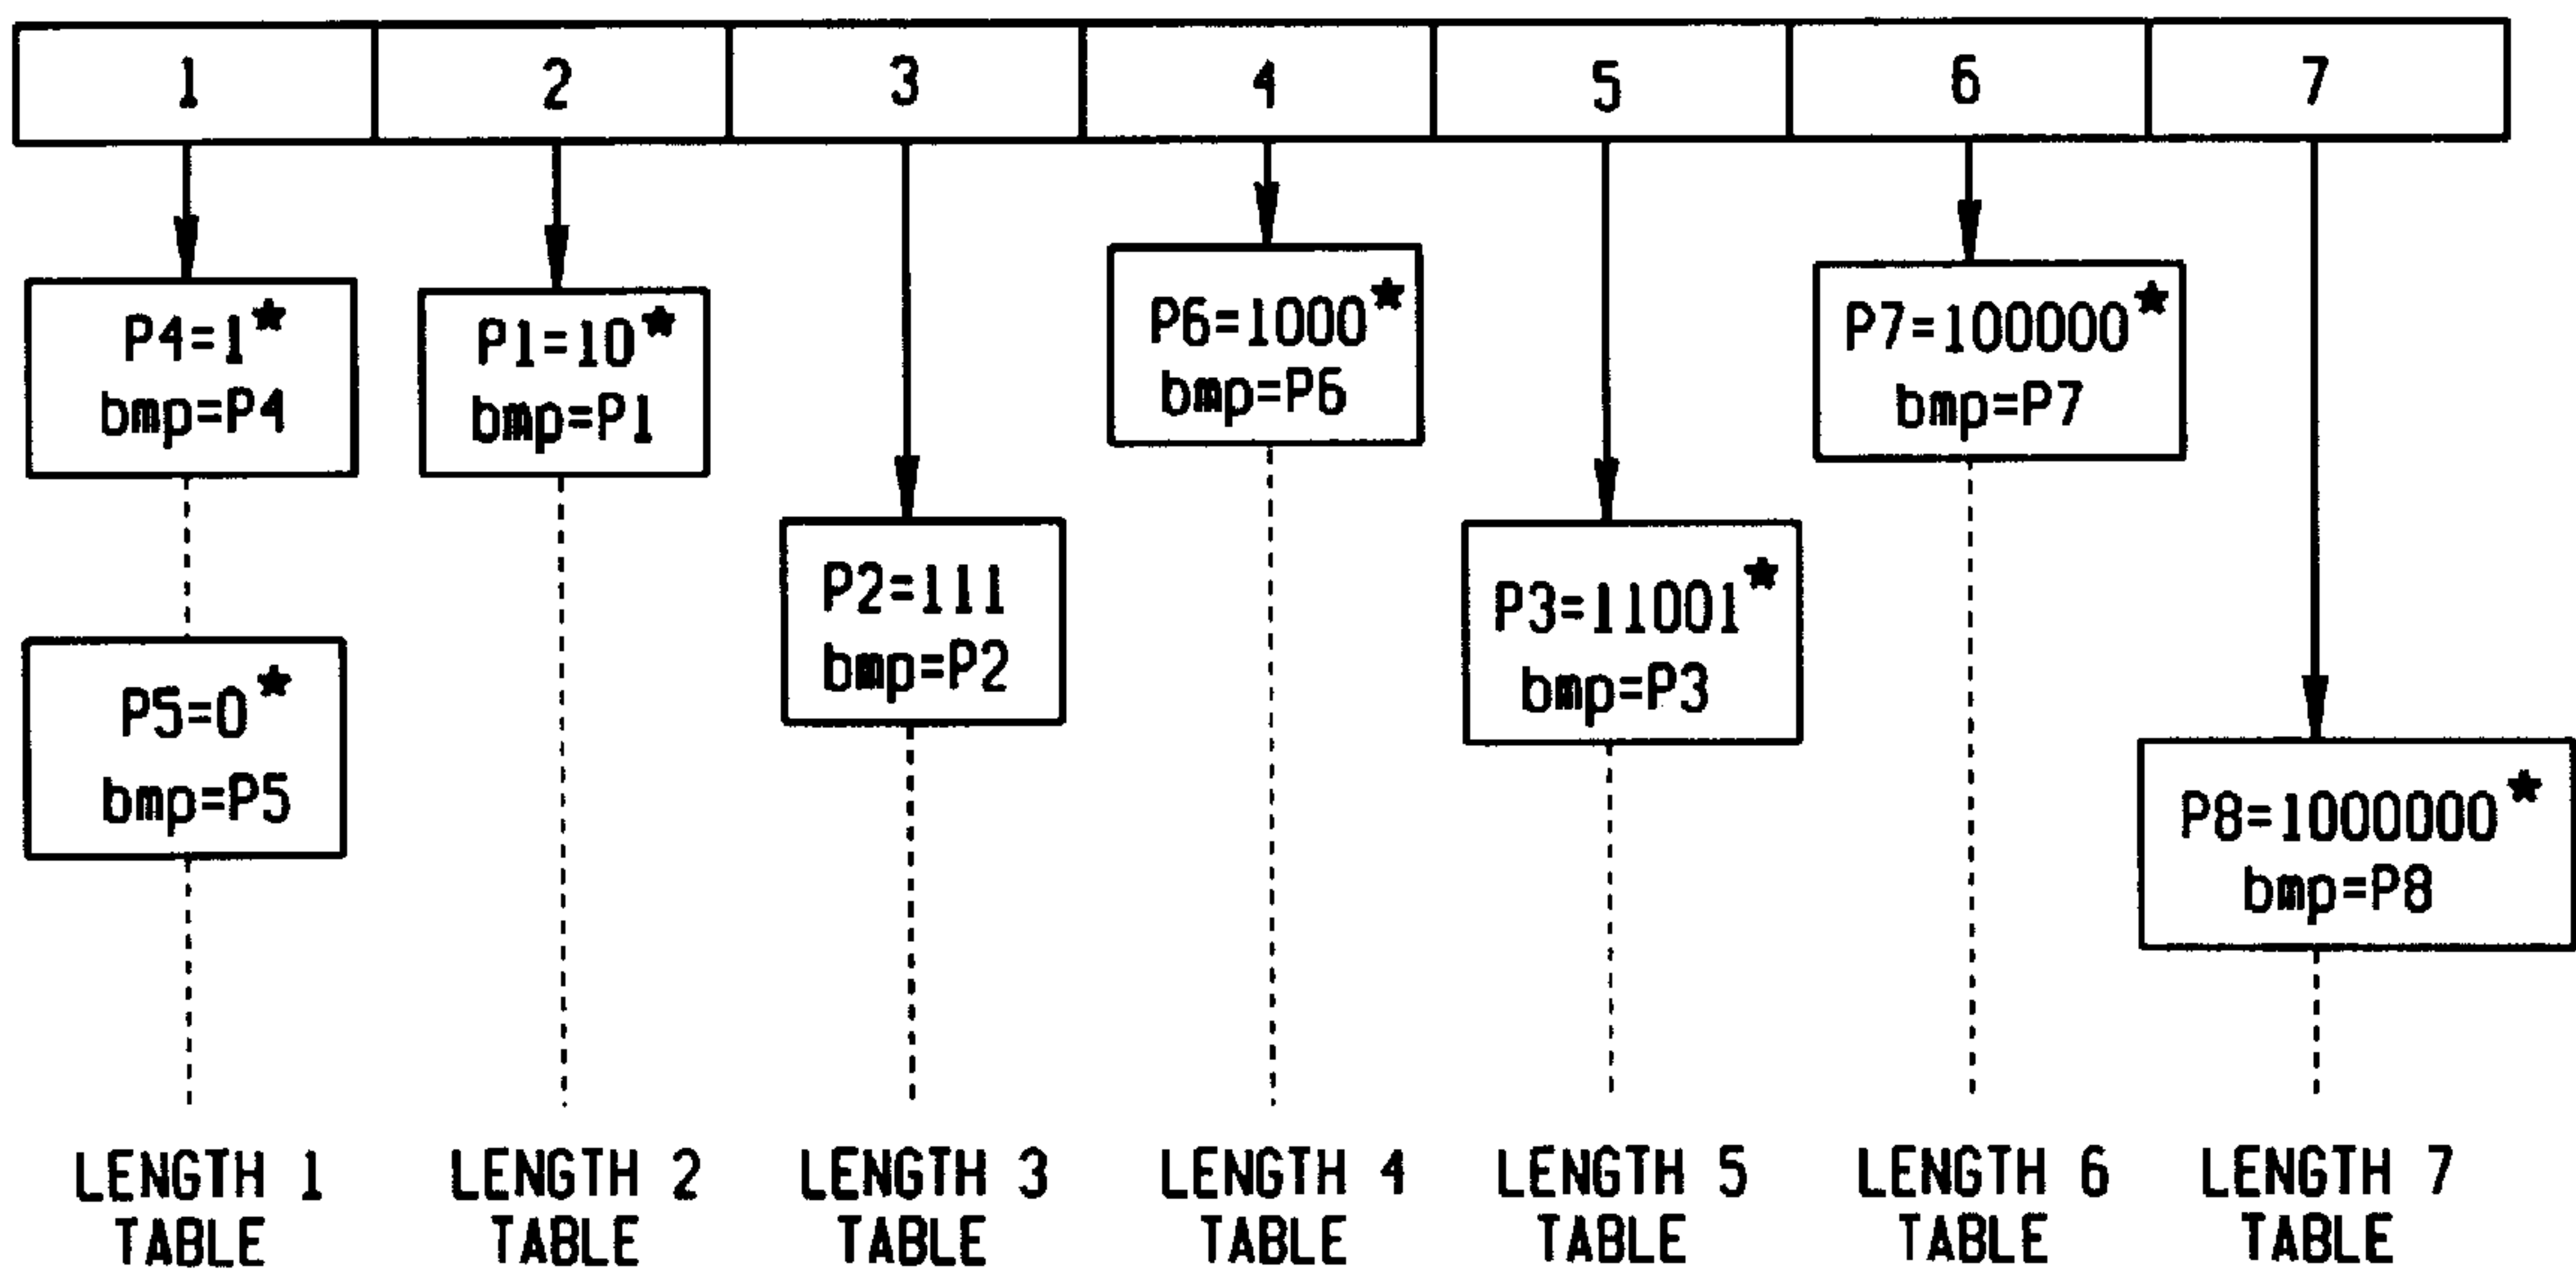 1 2 3 4 5 6 7
P4=1*
bmp=P4
P1=10*
bmp=P1
P6=1000*
bmp=P6
P7=100000*
bmp=P7
P2=111
bmp=P2
P3=11001*
bmp=P3
P5=0*
bmp=P5
P8=1000000*
bmp=P8
LENGTH 1
TABLE
LENGTH 2
TABLE
LENGTH 3
TABLE
LENGTH 4
TABLE
LENGTH 5
TABLE
LENGTH 6
TABLE
LENGTH 7
TABLE